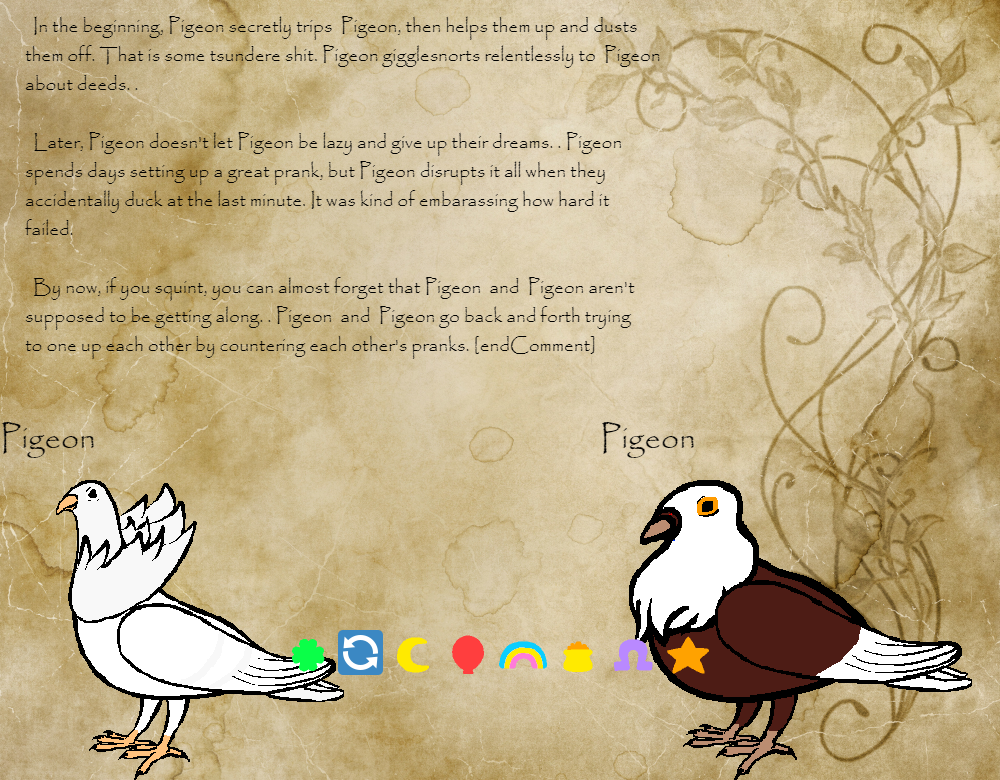 In the beginning, Pigeon secretly trips Pigeon, then helps them up and dusts
them off. That is some tsundere shit. Pigeon gigglesnorts relentlessly to Pigeon
about deeds. .
Later, Pigeon doesn't let Pigeon be lazy and give up their dreams. . Pigeon
spends days setting up a great prank, but Pigeon disrupts it all when they
accidentally duck at the last minute. It was kind of embarassing how hard it
failed.
By now, if you squint, you can almost forget that Pigeon and Pigeon aren't
supposed to be getting along. . Pigeon and Pigeon go back and forth trying
to one up each other by countering each other's pranks. [endComment]
Pigeon
Pigeon